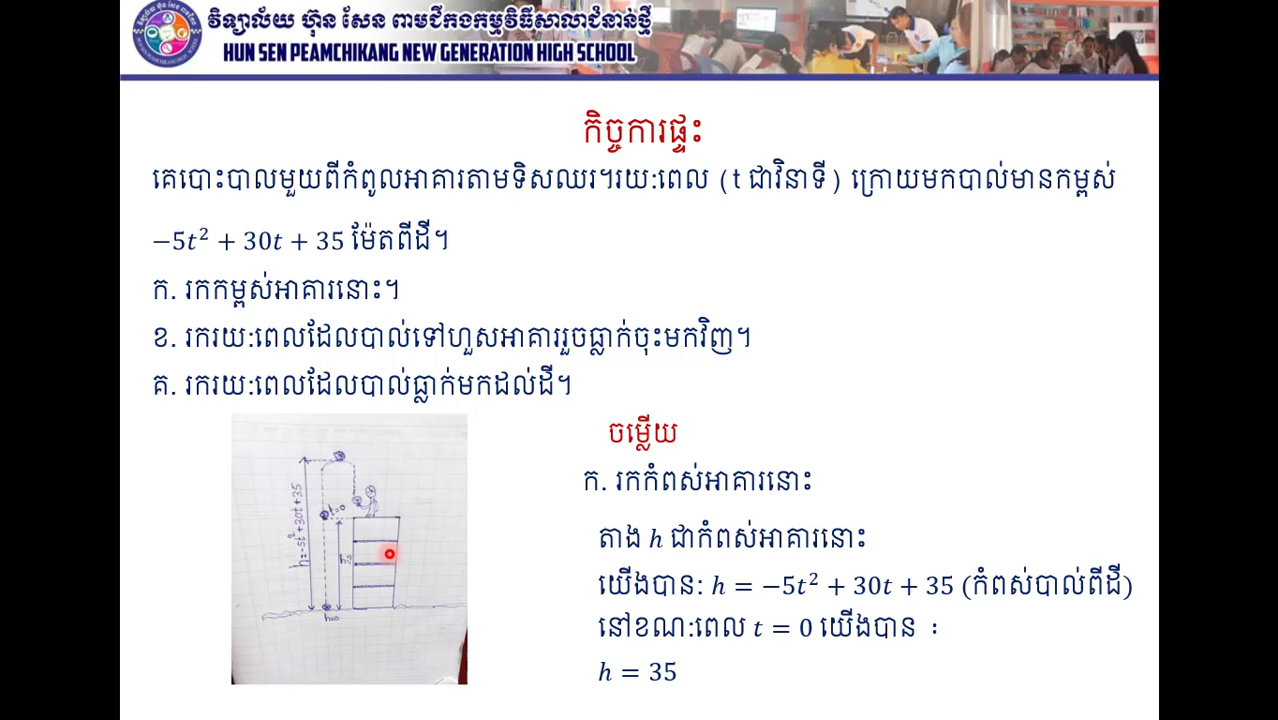 វិទ្យាល័យ ហ៊ុន សែន ពាមជីកងកម្មវិធីសាលាជំនាន់ថ្មី
HUN SEN PEAMCHIKANG NEW GENERATION HIGH SCHOOL
កិច្ចការផ្ទះ
គេបោះបាលមួយពីកំពូលអាគារតាមទិសឈរ។រយ:ពេល (t ជាវិនាទី) ក្រោយមកបាល់មានកម្ពស់
−5t² + 30t + 35 ម៉ែតពីដី។
ក. រកកម្ពស់អាគារនោះ។
ខ. រករយ:ពេលដែលបាល់ទៅហួសអាគាររួចធ្លាក់ចុះមកវិញ។
គ. រករយ:ពេលដែលបាល់ធ្លាក់មកដល់ដី។
ចម្លើយ
ក. រកកំពស់អាគារនោះ
តាង h ជាកំពស់អាគារនោះ
យើងបាន: h = −5t² + 30t + 35 (កំពស់បាល់ពីដី)
នៅខណ:ពេល t = 0 យើងបាន ៖
h = 35
h=-5t²+30t+35
t=0
h=0